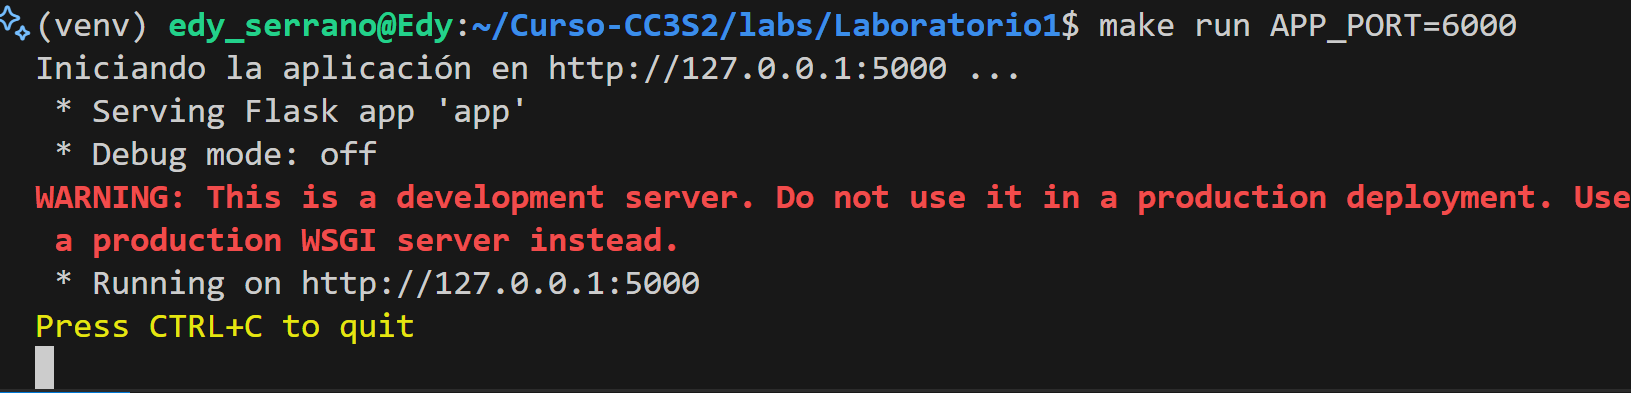 (venv) edy_serrano@Edy:~/Curso-CC3S2/labs/Laboratorio1$ make run APP_PORT=6000
Iniciando la aplicación en http://127.0.0.1:5000 ...
 * Serving Flask app 'app'
 * Debug mode: off
WARNING: This is a development server. Do not use it in a production deployment. Use
 a production WSGI server instead.
 * Running on http://127.0.0.1:5000
Press CTRL+C to quit